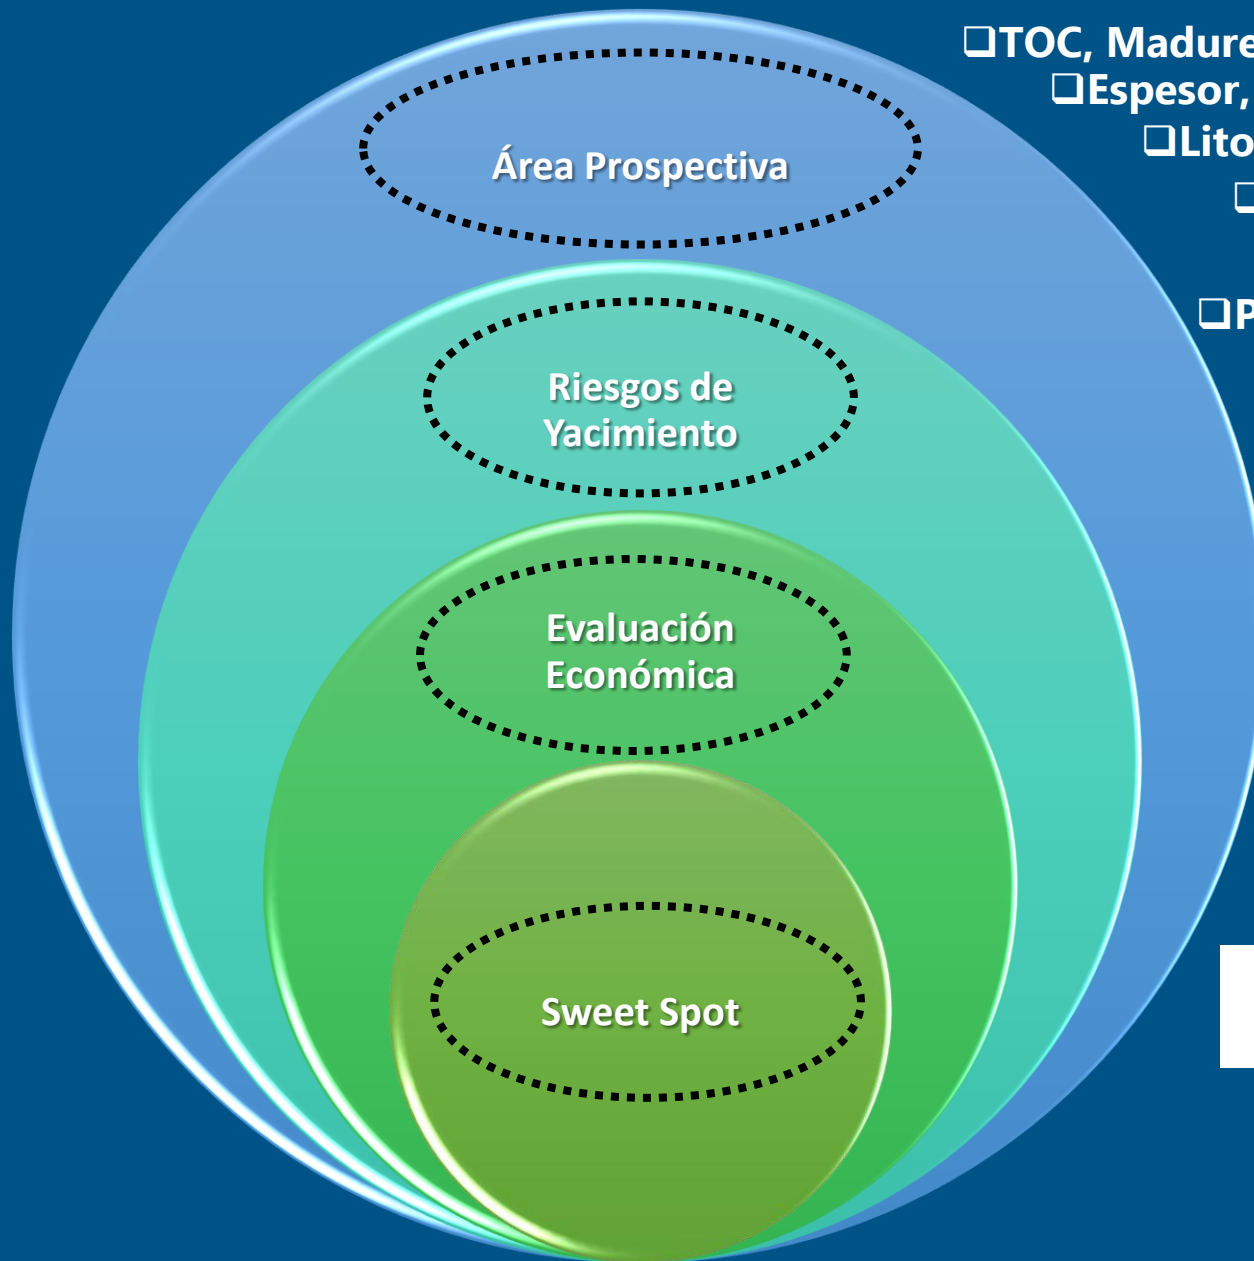 ❑TOC, Madure
❑Espesor,
❑Lito
❑
❑P
Área Prospectiva
Riesgos de
Yacimiento
Evaluación
Económica
Sweet Spot